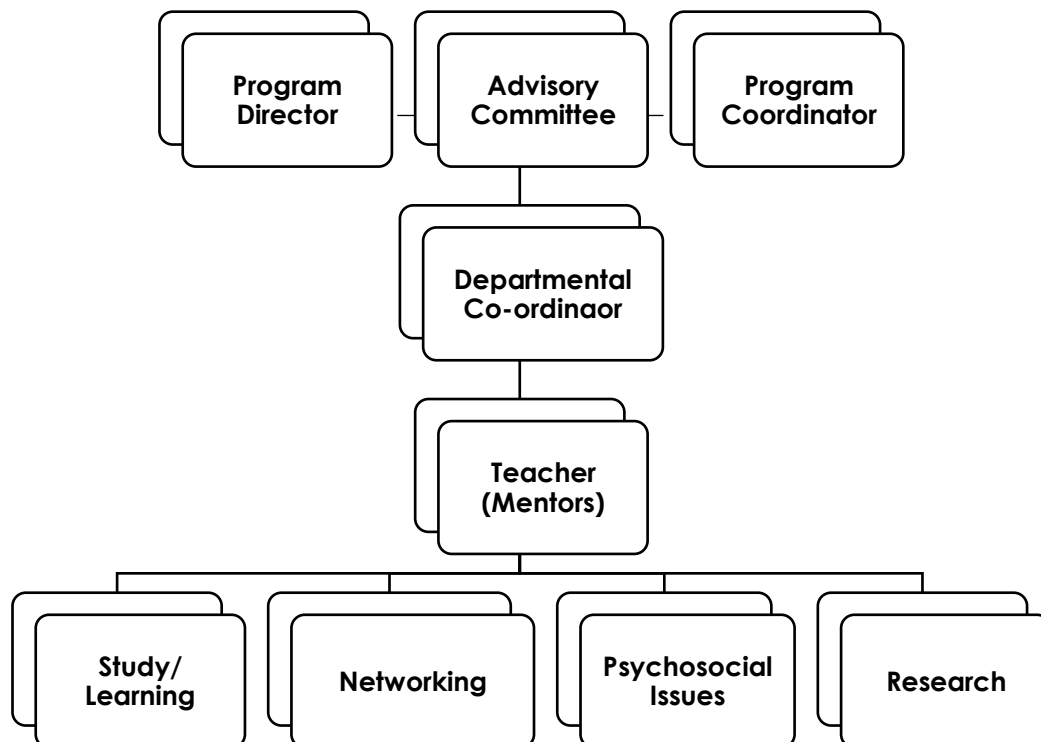 Program
Director
Advisory
Committee
Program
Coordinator
Departmental
Co-ordinaor
Teacher
(Mentors)
Study/
Learning
Networking
Psychosocial
Issues
Research